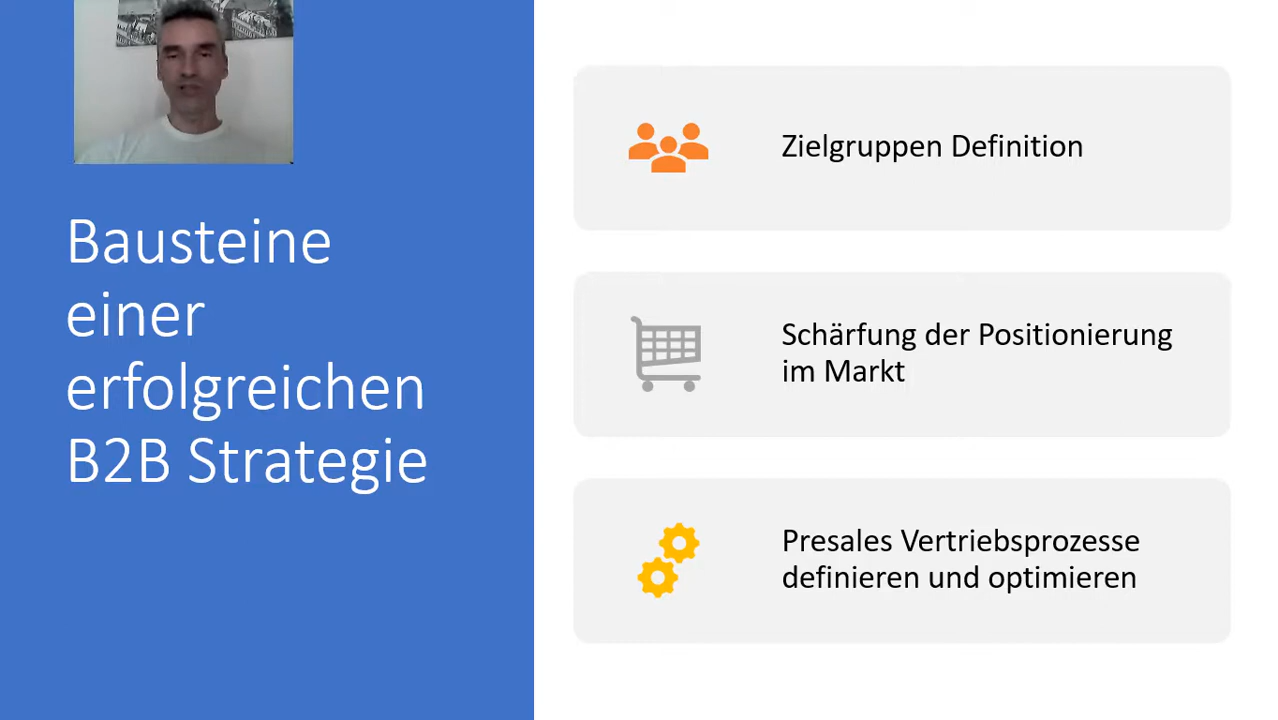 Bausteine
einer
erfolgreichen
B2B Strategie
Zielgruppen Definition
Schärfung der Positionierung
im Markt
Presales Vertriebsprozesse
definieren und optimieren